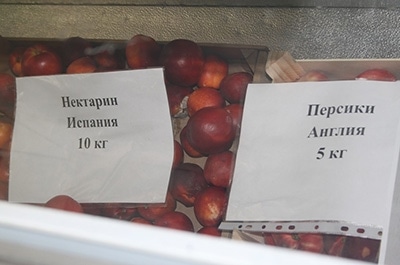 Нектарин
Испания
10 кг
Персики
Англия
5 кг